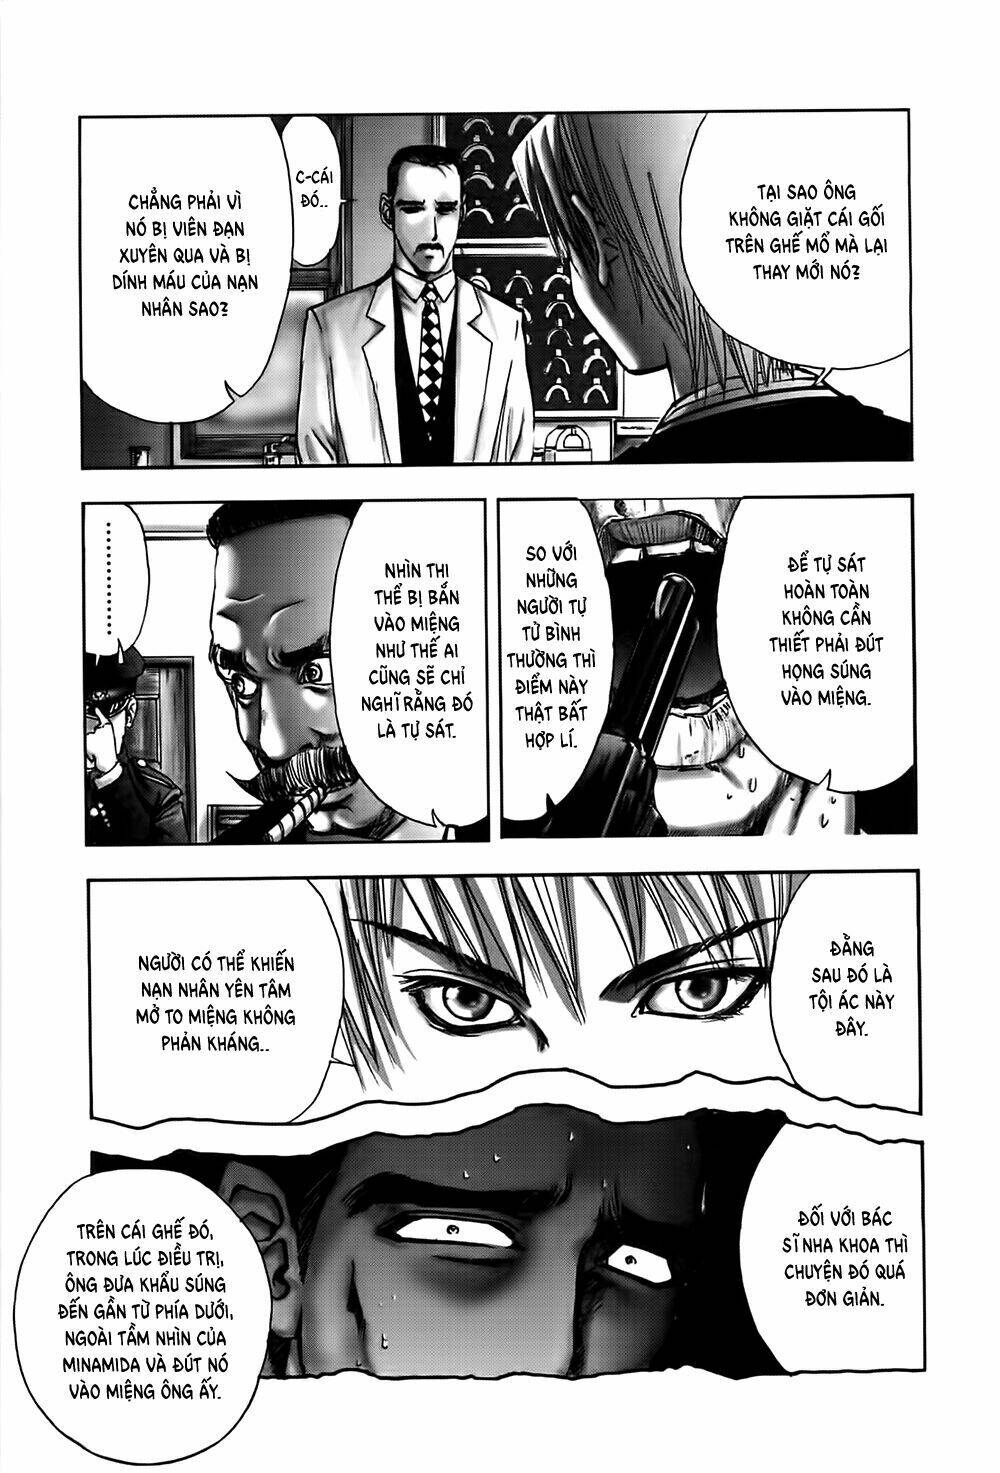 TẠI SAO ÔNG
KHÔNG GIẶT CÁI GỐI
TRÊN GHẾ MỔ MÀ LẠI
THAY MỚI NÓ?
C-CÁI
ĐÓ..
CHẲNG PHẢI VÌ
NÓ BỊ VIÊN ĐẠN
XUYÊN QUA VÀ BỊ
DÍNH MÁU CỦA NẠN
NHÂN SAO?
ĐỂ TỰ SÁT
HOÀN TOÀN
KHÔNG CẦN
THIẾT PHẢI ĐÚT
HỌNG SÚNG
VÀO MIỆNG.
SO VỚI
NHỮNG
NGƯỜI TỰ
TỬ BÌNH
THƯỜNG THÌ
ĐIỂM NÀY
THẬT BẤT
HỢP LÍ.
NHÌN THI
THỂ BỊ BẮN
VÀO MIỆNG
NHƯ THẾ AI
CŨNG SẼ CHỈ
NGHĨ RẰNG ĐÓ
LÀ TỰ SÁT.
..........
ĐẰNG
SAU ĐÓ LÀ
TỘI ÁC NÀY
ĐÂY.
NGƯỜI CÓ THỂ KHIẾN
NẠN NHÂN YÊN TÂM
MỞ TO MIỆNG KHÔNG
PHẢN KHÁNG..
ĐỐI VỚI BÁC
SĨ NHA KHOA THÌ
CHUYỆN ĐÓ QUÁ
ĐƠN GIẢN.
TRÊN CÁI GHẾ ĐÓ,
TRONG LÚC ĐIỀU TRỊ,
ÔNG ĐƯA KHẨU SÚNG
ĐẾN GẦN TỪ PHÍA DƯỚI,
NGOÀI TẦM NHÌN CỦA
MINAMIDA VÀ ĐÚT NÓ
VÀO MIỆNG ÔNG ẤY.